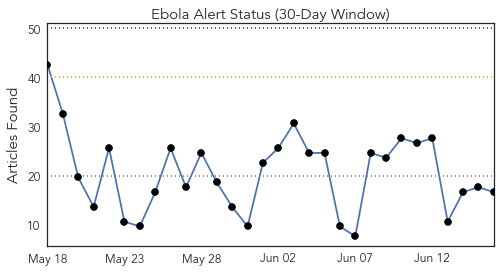 Ebola Alert Status (30-Day Window)
Articles Found
50
40
30
20
10
May 18 May 23 May 28 Jun 02 Jun 07 Jun 12